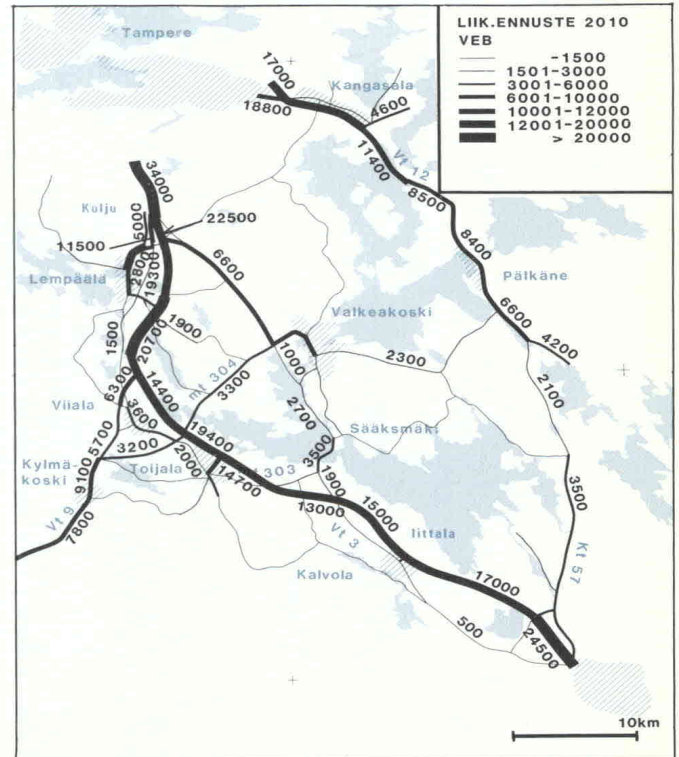 LIIK.ENNUSTE 2010
VEB
-1500
1501-3000
3001-6000
6001-10000
10001-12000
12001-20000
> 20000
Tampere
17000
Kangasala
18800
4600
11400
Vt 12
8500
34000
Kulju
5000
22500
11500
8400
Pälkäne
Lempäälä
2800
19300
6600
6600
Valkeakoski
4200
1500
1900
20700
1000
2300
2100
mt 304
3300
6300
14400
Viiala
2700
3600
Sääksmäki
5700
19400
3200
3500
Kylmä-
koski
9100
Toijala
2000
mt 303
14700
1900
3500
13000
15000
Vt 9
7800
Vt 3
Iittala
Kalvola
17000
Kt 57
500
24500
10km